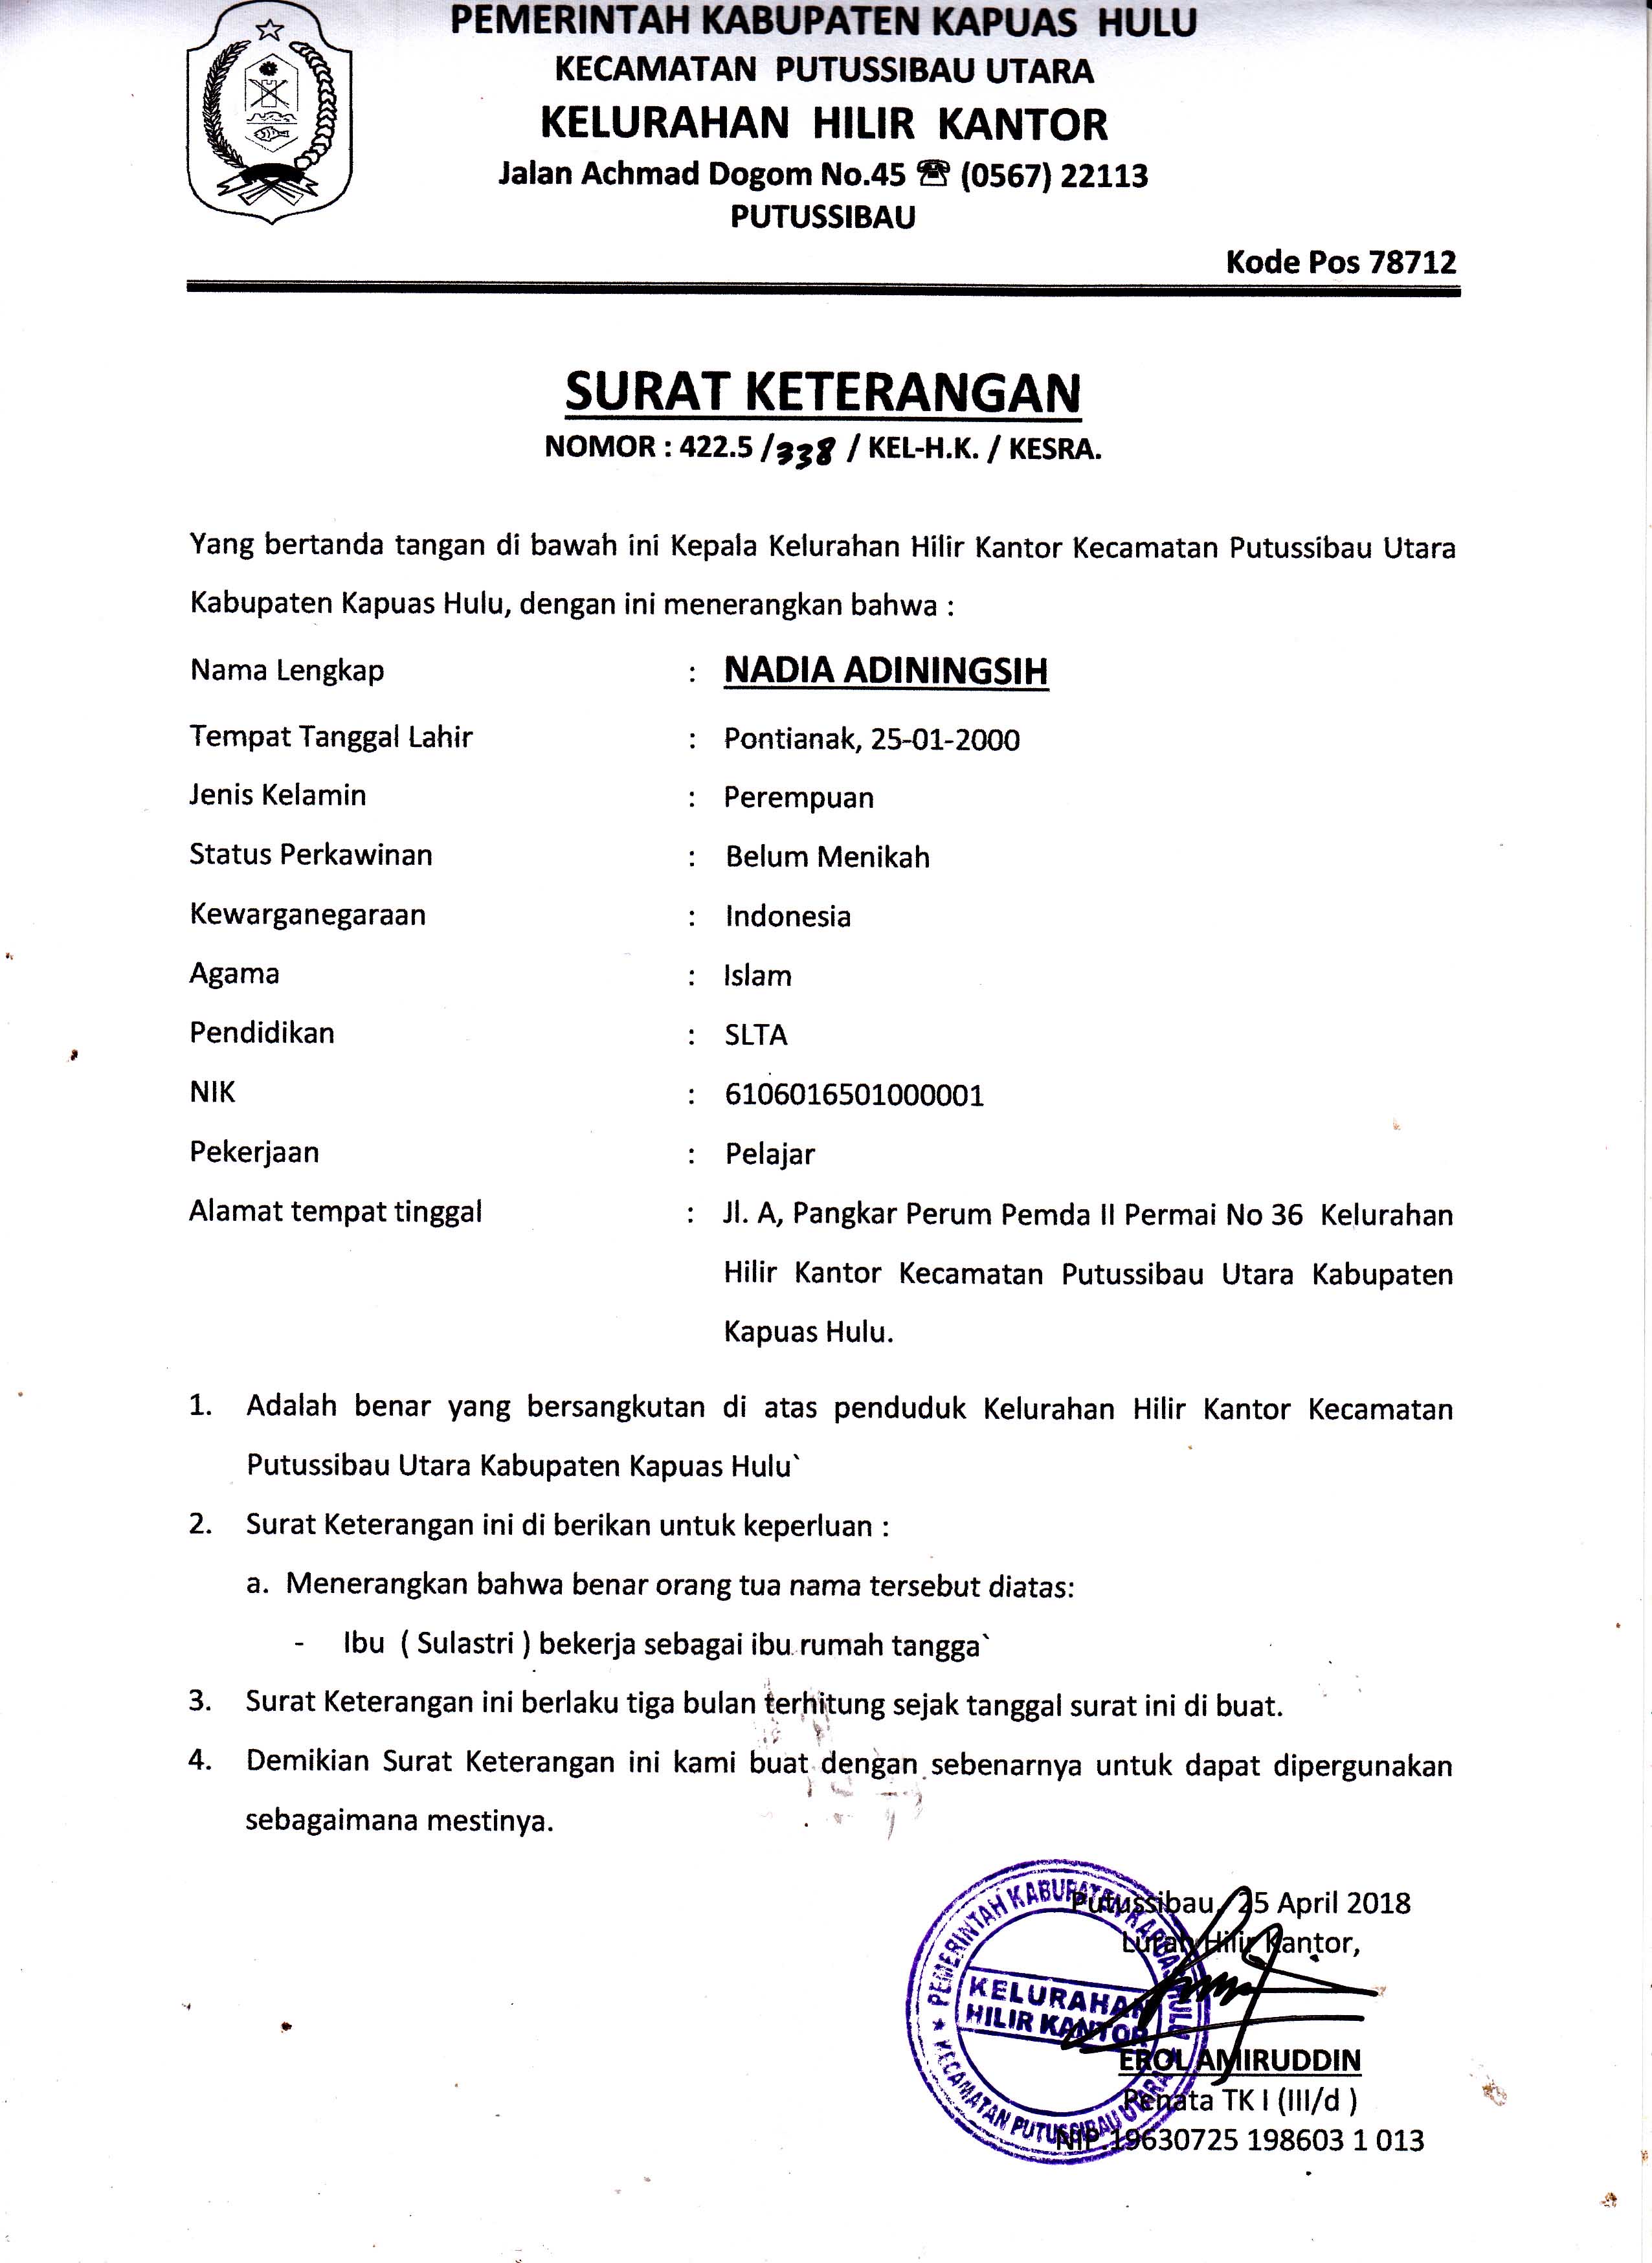 PEMERINTAH KABUPATEN KAPUAS HULU
KECAMATAN PUTUSSIBAU UTARA
KELURAHAN HILIR KANTOR
Jalan Achmad Dogom No.45 ☎ (0567) 22113
PUTUSSIBAU
Kode Pos 78712
SURAT KETERANGAN
NOMOR : 422.5 /338 / KEL-H.K. / KESRA.
Yang bertanda tangan di bawah ini Kepala Kelurahan Hilir Kantor Kecamatan Putussibau Utara
Kabupaten Kapuas Hulu, dengan ini menerangkan bahwa :
Nama Lengkap : NADIA ADININGSIH
Tempat Tanggal Lahir : Pontianak, 25-01-2000
Jenis Kelamin : Perempuan
Status Perkawinan : Belum Menikah
Kewarganegaraan : Indonesia
Agama : Islam
Pendidikan : SLTA
NIK : 6106016501000001
Pekerjaan : Pelajar
Alamat tempat tinggal : Jl. A, Pangkar Perum Pemda II Permai No 36 Kelurahan
Hilir Kantor Kecamatan Putussibau Utara Kabupaten
Kapuas Hulu.
1. Adalah benar yang bersangkutan di atas penduduk Kelurahan Hilir Kantor Kecamatan
Putussibau Utara Kabupaten Kapuas Hulu`
2. Surat Keterangan ini di berikan untuk keperluan :
a. Menerangkan bahwa benar orang tua nama tersebut diatas:
- Ibu ( Sulastri ) bekerja sebagai ibu rumah tangga`
3. Surat Keterangan ini berlaku tiga bulan terhitung sejak tanggal surat ini di buat.
4. Demikian Surat Keterangan ini kami buat dengan sebenarnya untuk dapat dipergunakan
sebagaimana mestinya.
Putussibau, 25 April 2018
Lurah Hilir Kantor,
PEMERINTAH KABUPATEN KAPUAS HULU
KELURAHAN
HILIR KANTOR
★ KECAMATAN PUTUSSIBAU UTARA ★
EROL AMIRUDDIN
Penata TK I (III/d )
NIP.19630725 198603 1 013